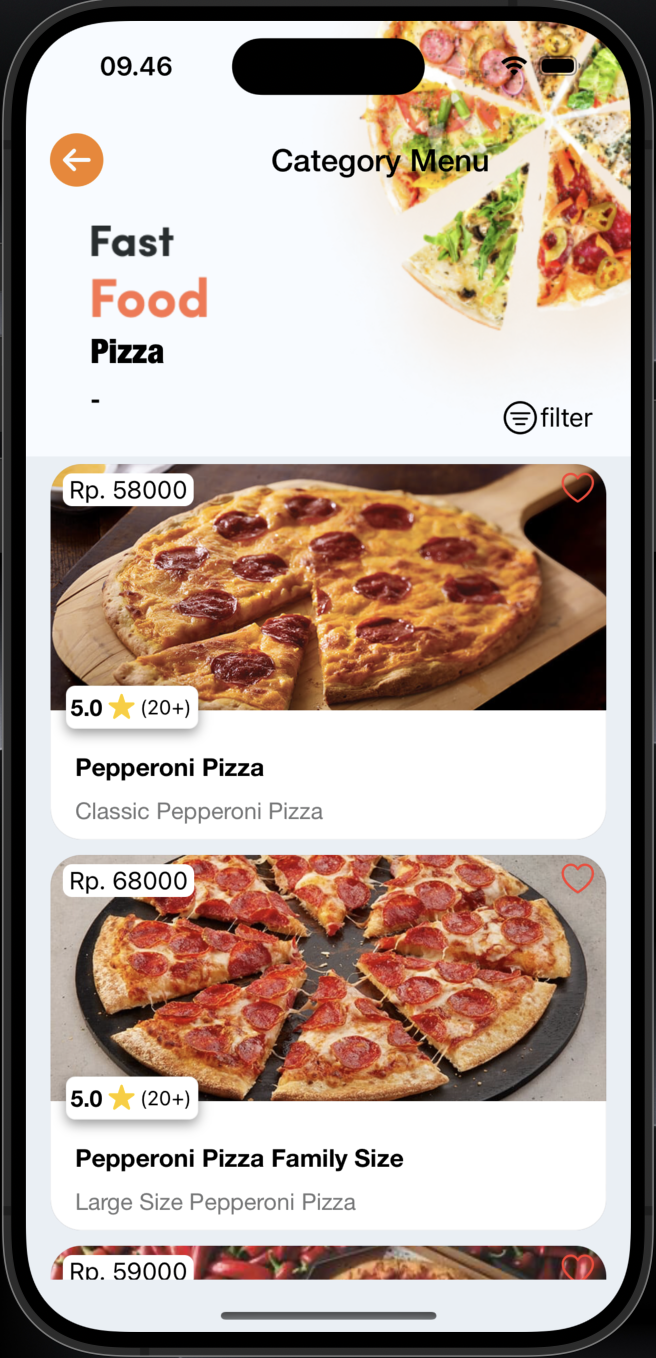 09.46
Category Menu
Fast
Food
Pizza
-
filter
Rp. 58000
5.0 (20+)
Pepperoni Pizza
Classic Pepperoni Pizza
Rp. 68000
5.0 (20+)
Pepperoni Pizza Family Size
Large Size Pepperoni Pizza
Rp. 59000